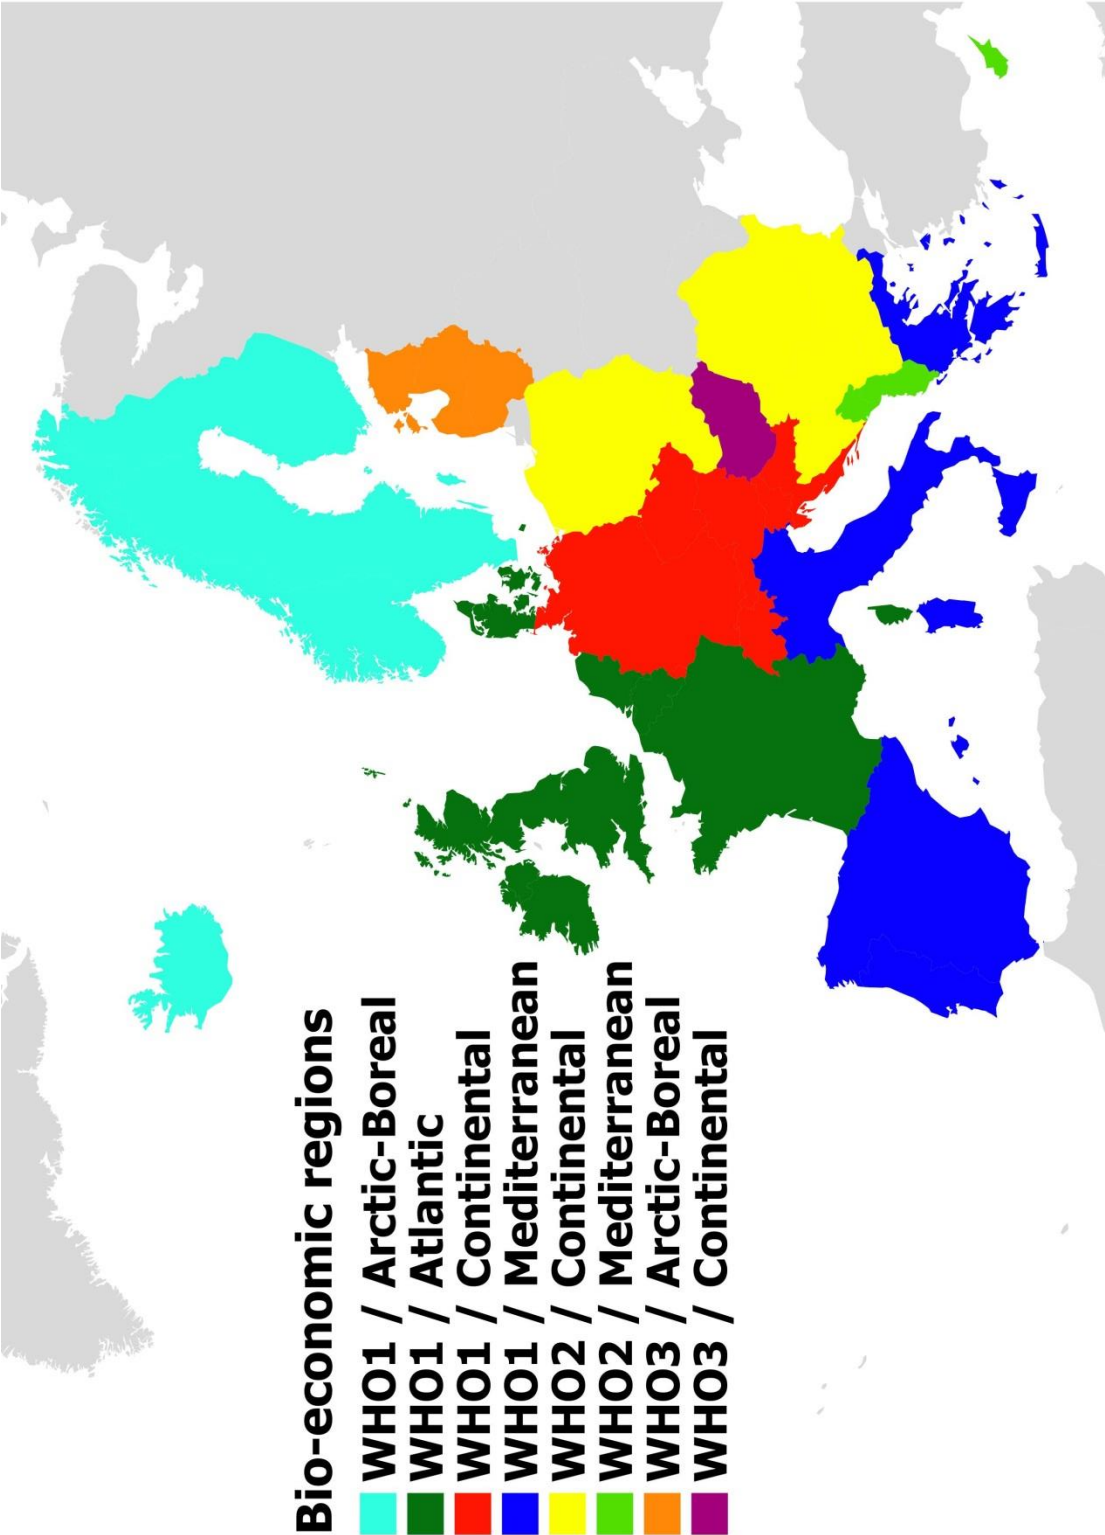 Bio-economic regions
WHO1 / Arctic-Boreal
WHO1 / Atlantic
WHO1 / Continental
WHO1 / Mediterranean
WHO2 / Continental
WHO2 / Mediterranean
WHO3 / Arctic-Boreal
WHO3 / Continental